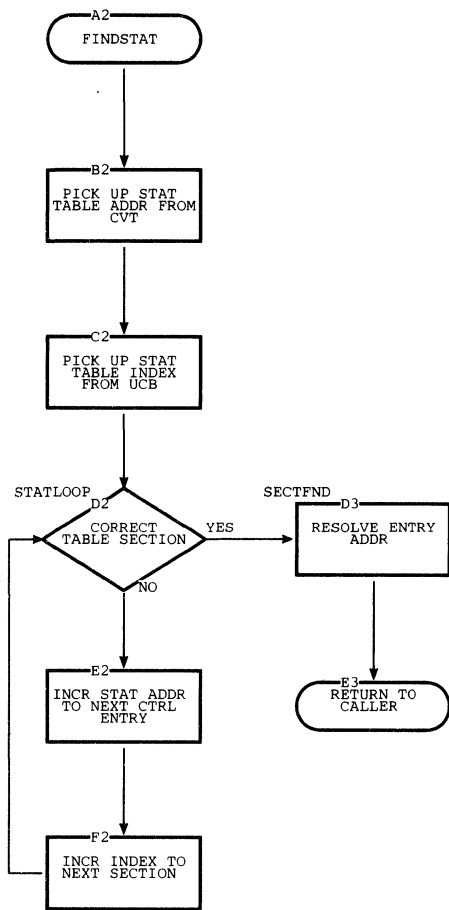 A2
FINDSTAT
B2
PICK UP STAT
TABLE ADDR FROM
CVT
C2
PICK UP STAT
TABLE INDEX
FROM UCB
STATLOOP
D2
CORRECT
TABLE SECTION
YES
NO
SECTFND
D3
RESOLVE ENTRY
ADDR
E2
INCR STAT ADDR
TO NEXT CTRL
ENTRY
E3
RETURN TO
CALLER
F2
INCR INDEX TO
NEXT SECTION